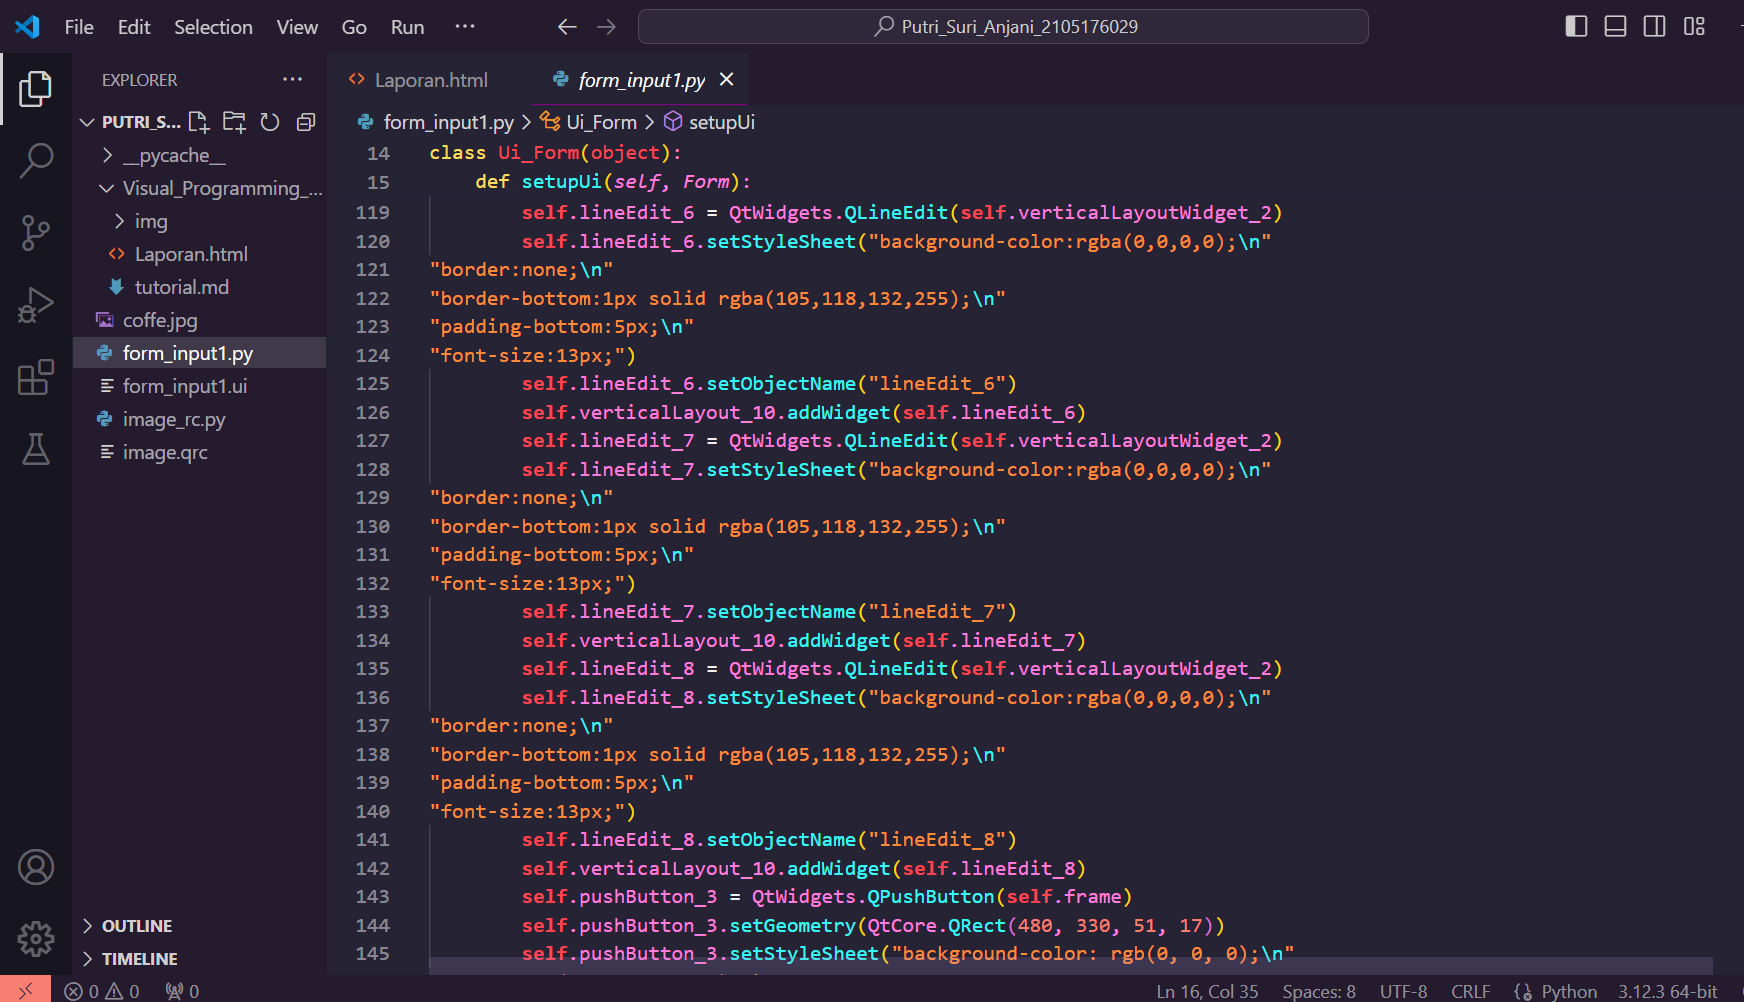 File Edit Selection View Go Run ··· Putri_Suri_Anjani_2105176029
EXPLORER ···
Laporan.html form_input1.py
PUTRI_S...
form_input1.py > Ui_Form > setupUi
__pycache__
Visual_Programming_...
img
Laporan.html
tutorial.md
coffe.jpg
form_input1.py
form_input1.ui
image_rc.py
image.qrc
OUTLINE
TIMELINE
14 class Ui_Form(object):
15 def setupUi(self, Form):
119 self.lineEdit_6 = QtWidgets.QLineEdit(self.verticalLayoutWidget_2)
120 self.lineEdit_6.setStyleSheet("background-color:rgba(0,0,0,0);\n"
121 "border:none;\n"
122 "border-bottom:1px solid rgba(105,118,132,255);\n"
123 "padding-bottom:5px;\n"
124 "font-size:13px;")
125 self.lineEdit_6.setObjectName("lineEdit_6")
126 self.verticalLayout_10.addWidget(self.lineEdit_6)
127 self.lineEdit_7 = QtWidgets.QLineEdit(self.verticalLayoutWidget_2)
128 self.lineEdit_7.setStyleSheet("background-color:rgba(0,0,0,0);\n"
129 "border:none;\n"
130 "border-bottom:1px solid rgba(105,118,132,255);\n"
131 "padding-bottom:5px;\n"
132 "font-size:13px;")
133 self.lineEdit_7.setObjectName("lineEdit_7")
134 self.verticalLayout_10.addWidget(self.lineEdit_7)
135 self.lineEdit_8 = QtWidgets.QLineEdit(self.verticalLayoutWidget_2)
136 self.lineEdit_8.setStyleSheet("background-color:rgba(0,0,0,0);\n"
137 "border:none;\n"
138 "border-bottom:1px solid rgba(105,118,132,255);\n"
139 "padding-bottom:5px;\n"
140 "font-size:13px;")
141 self.lineEdit_8.setObjectName("lineEdit_8")
142 self.verticalLayout_10.addWidget(self.lineEdit_8)
143 self.pushButton_3 = QtWidgets.QPushButton(self.frame)
144 self.pushButton_3.setGeometry(QtCore.QRect(480, 330, 51, 17))
145 self.pushButton_3.setStyleSheet("background-color: rgb(0, 0, 0);\n"
0 0 0 Ln 16, Col 35 Spaces: 8 UTF-8 CRLF Python 3.12.3 64-bit